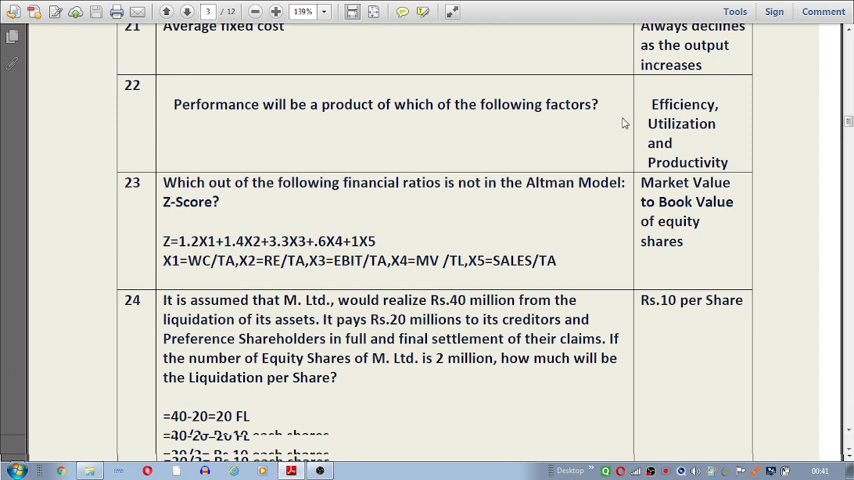 3 / 12
139%
Tools
Sign
Comment
21
Average fixed cost
Always declines
as the output
increases
22
Performance will be a product of which of the following factors?
Efficiency,
Utilization
and
Productivity
23
Which out of the following financial ratios is not in the Altman Model:
Z-Score?
Z=1.2X1+1.4X2+3.3X3+.6X4+1X5
X1=WC/TA,X2=RE/TA,X3=EBIT/TA,X4=MV /TL,X5=SALES/TA
Market Value
to Book Value
of equity
shares
24
It is assumed that M. Ltd., would realize Rs.40 million from the
liquidation of its assets. It pays Rs.20 millions to its creditors and
Preference Shareholders in full and final settlement of their claims. If
the number of Equity Shares of M. Ltd. is 2 million, how much will be
the Liquidation per Share?
Rs.10 per Share
=40-20=20 FL
each shares
Desktop
00:41